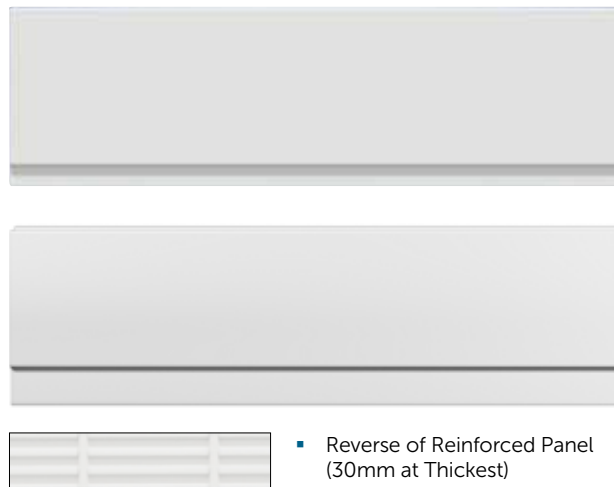 ▪ Reverse of Reinforced Panel
(30mm at Thickest)